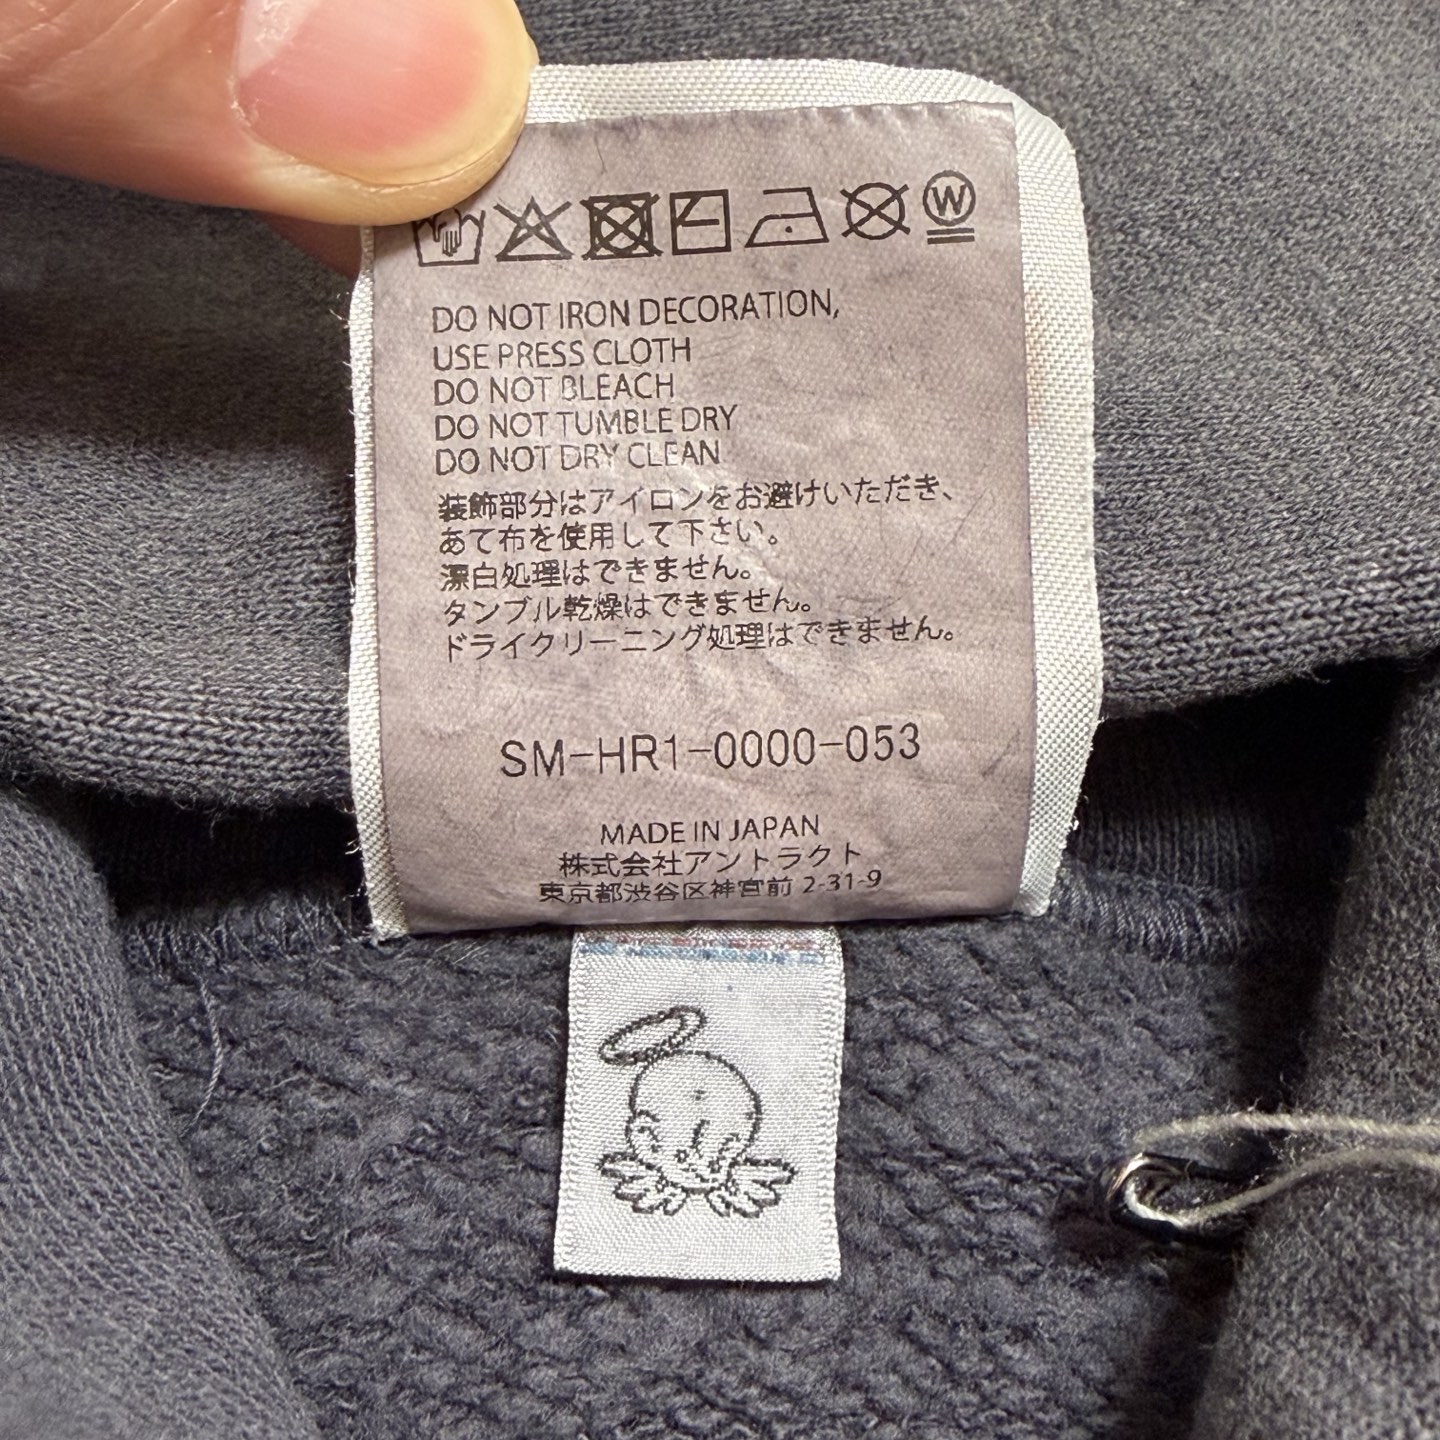 W
DO NOT IRON DECORATION,
USE PRESS CLOTH
DO NOT BLEACH
DO NOT TUMBLE DRY
DO NOT DRY CLEAN
装飾部分はアイロンをお避けいただき、
あて布を使用して下さい。
漂白処理はできません。
タンブル乾燥はできません。
ドライクリーニング処理はできません。
SM-HR1-0000-053
MADE IN JAPAN
株式会社アントラクト
東京都渋谷区神宮前 2-31-9